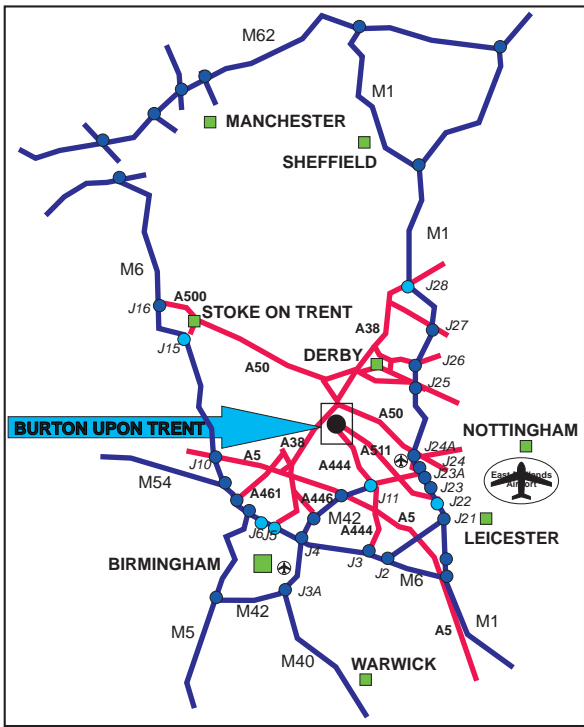 M62
M1
MANCHESTER
SHEFFIELD
M1
M6
J28
A500
J16
STOKE ON TRENT
J27
A38
J15
DERBY
J26
A50
J25
A50
BURTON UPON TRENT
NOTTINGHAM
A38
A511
J24A
J10
A5
J24
A444
J23A
East Midlands
Airport
M54
J23
A461
A446
J11
J22
M42
J21
A5
LEICESTER
J6
J5
A444
J4
BIRMINGHAM
J3
J2
M6
J3A
M42
M5
M1
A5
M40
WARWICK